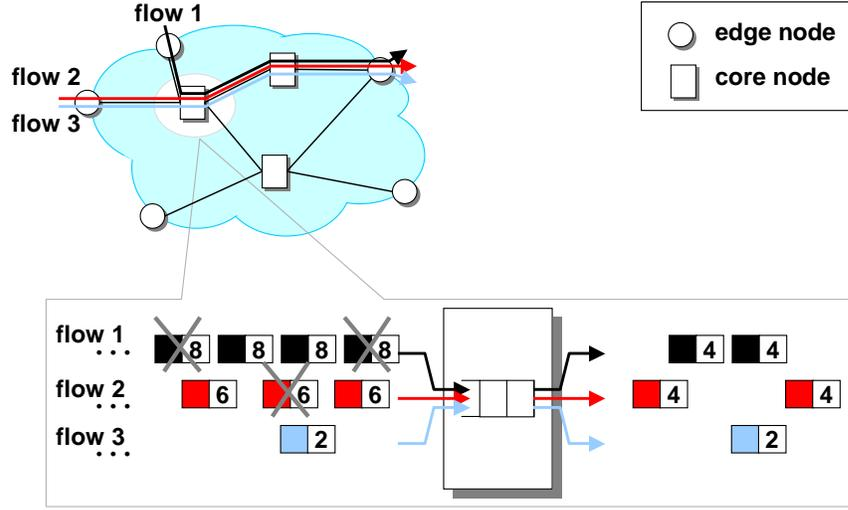 flow 1
flow 2
flow 3
edge node
core node
flow 1
... 8 8 8 8 4 4
flow 2
... 6 6 6 4 4
flow 3
... 2 2